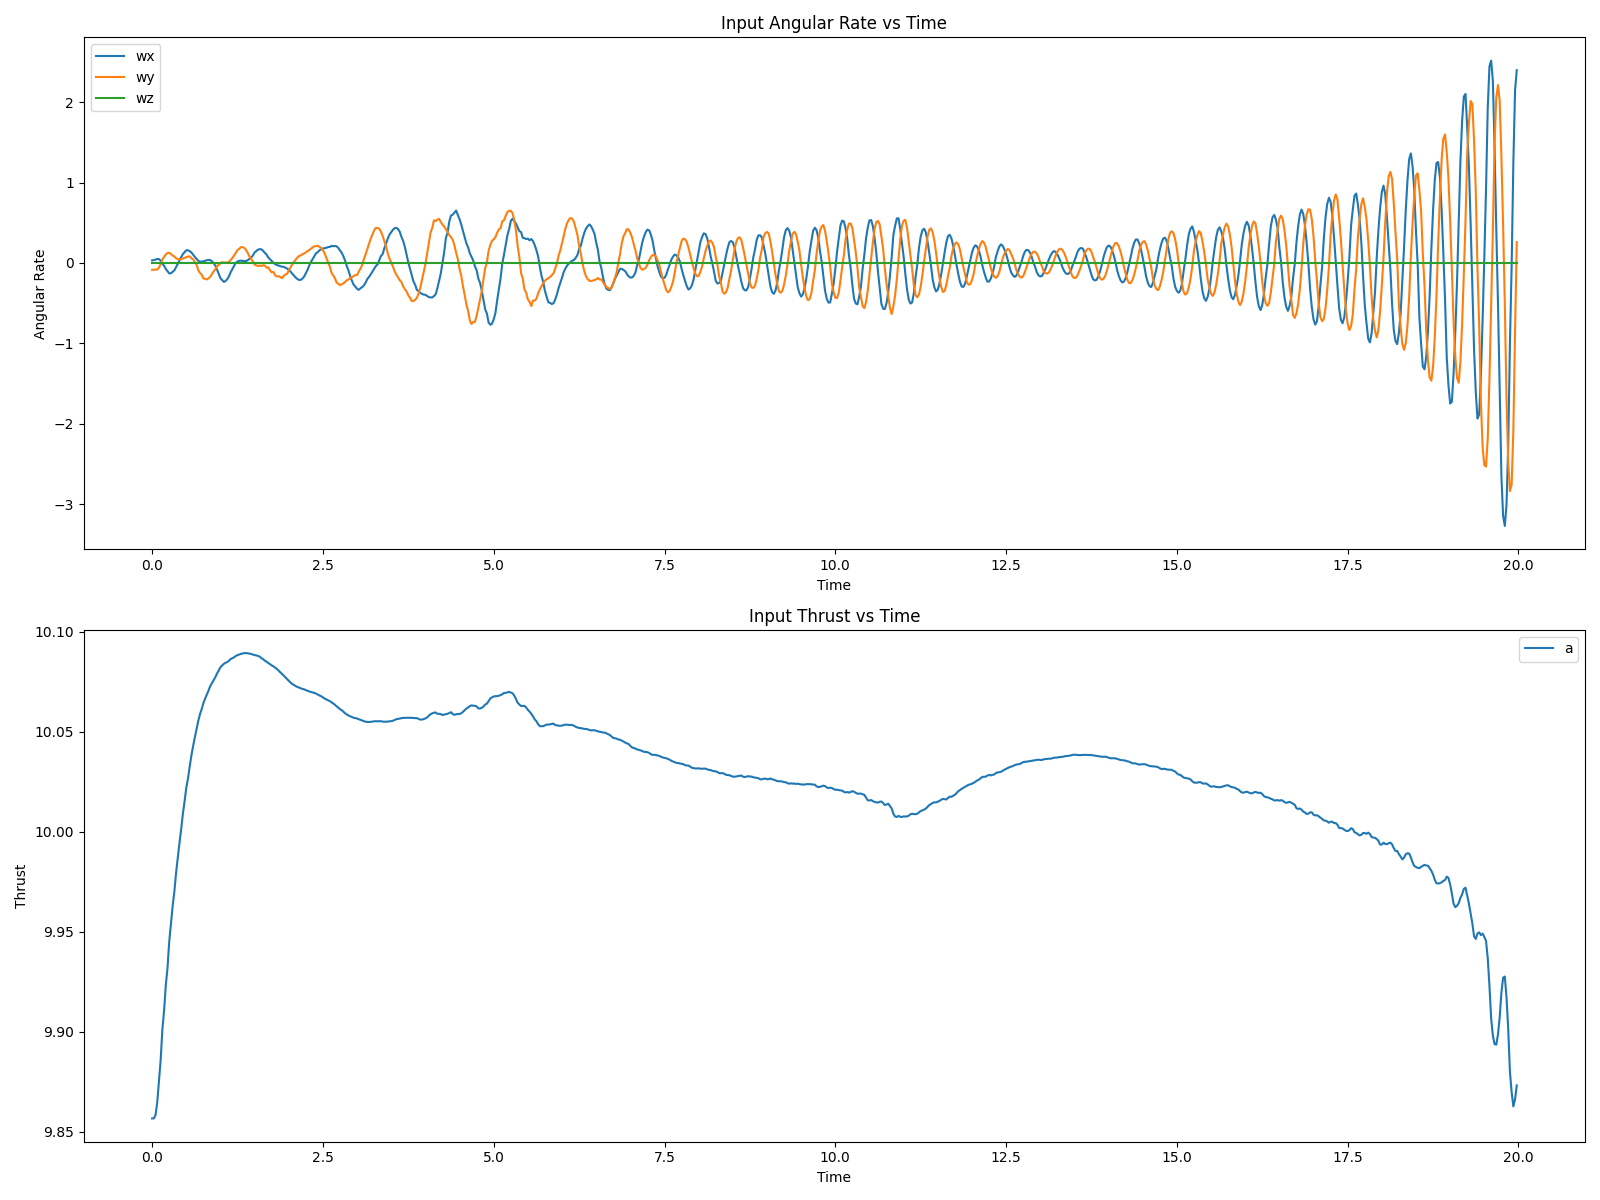 Input Angular Rate vs Time
wx
wy
wz
2
1
0
−1
−2
−3
Angular Rate
0.0 2.5 5.0 7.5 10.0 12.5 15.0 17.5 20.0
Time
Input Thrust vs Time
a
10.10
10.05
10.00
9.95
9.90
9.85
Thrust
0.0 2.5 5.0 7.5 10.0 12.5 15.0 17.5 20.0
Time